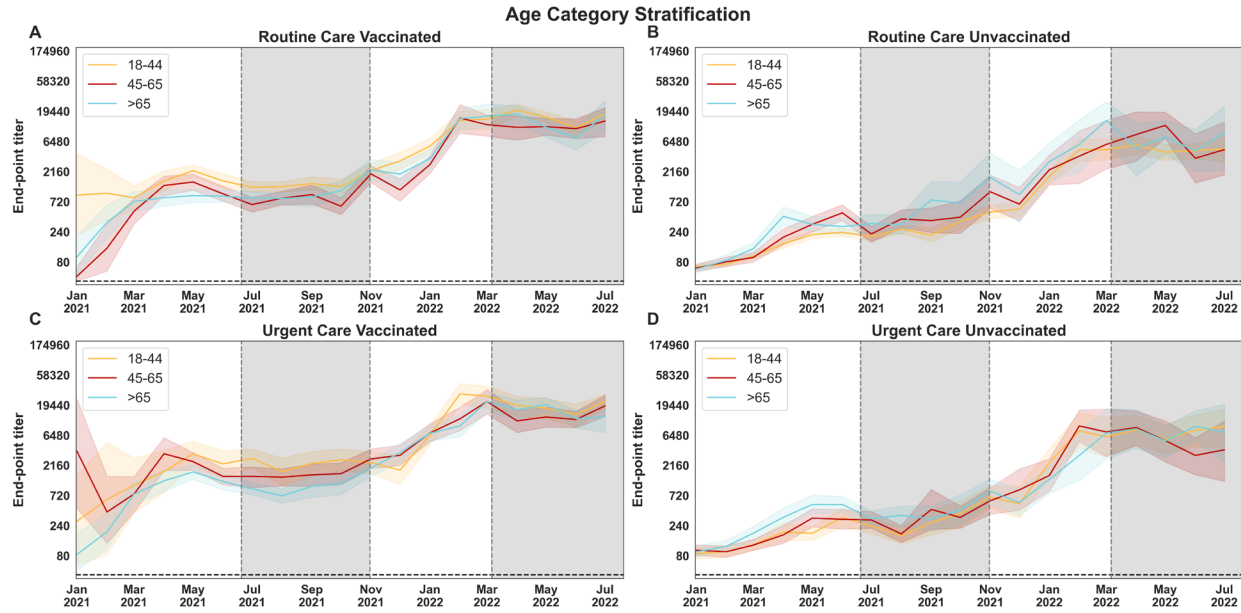 Age Category Stratification
A
Routine Care Vaccinated
End-point titer
174960
58320
19440
6480
2160
720
240
80
18-44
45-65
>65
Jan 2021
Mar 2021
May 2021
Jul 2021
Sep 2021
Nov 2021
Jan 2022
Mar 2022
May 2022
Jul 2022
B
Routine Care Unvaccinated
End-point titer
174960
58320
19440
6480
2160
720
240
80
18-44
45-65
>65
Jan 2021
Mar 2021
May 2021
Jul 2021
Sep 2021
Nov 2021
Jan 2022
Mar 2022
May 2022
Jul 2022
C
Urgent Care Vaccinated
End-point titer
174960
58320
19440
6480
2160
720
240
80
18-44
45-65
>65
Jan 2021
Mar 2021
May 2021
Jul 2021
Sep 2021
Nov 2021
Jan 2022
Mar 2022
May 2022
Jul 2022
D
Urgent Care Unvaccinated
End-point titer
174960
58320
19440
6480
2160
720
240
80
18-44
45-65
>65
Jan 2021
Mar 2021
May 2021
Jul 2021
Sep 2021
Nov 2021
Jan 2022
Mar 2022
May 2022
Jul 2022